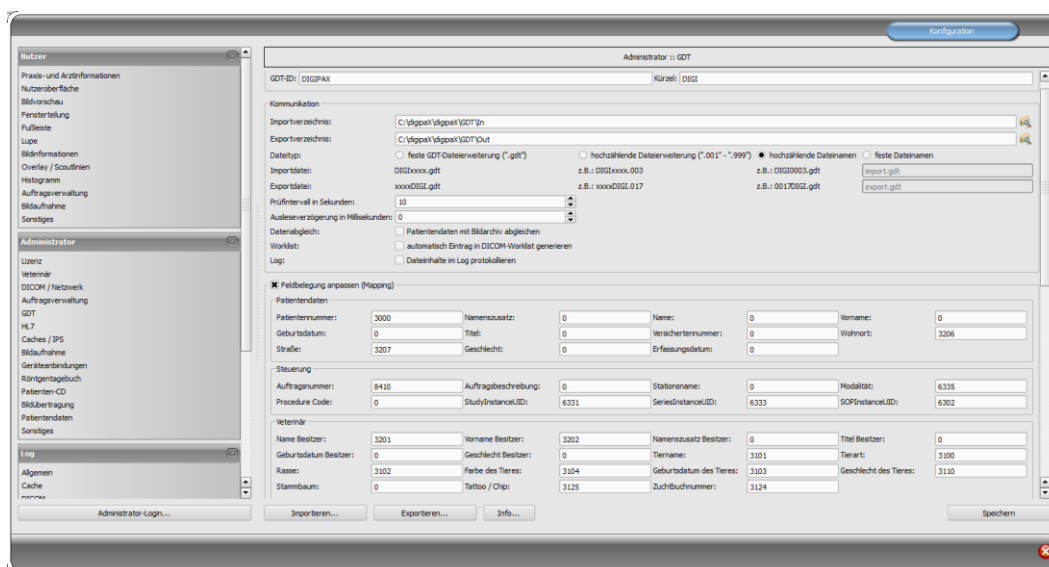 Konfiguration
Nutzer
Praxis- und Arztinformationen
Nutzeroberfläche
Bildvorschau
Fensterteilung
Fußleiste
Lupe
Bildinformationen
Overlay / Scoutlinien
Histogramm
Auftragsverwaltung
Bildaufnahme
Sonstiges
Administrator
Lizenz
Veterinär
DICOM / Netzwerk
Auftragsverwaltung
GDT
HL7
Caches / IPS
Bildaufnahme
Geräteanbindungen
Röntgentagebuch
Patienten-CD
Bildübertragung
Patientendaten
Sonstiges
Log
Allgemein
Cache
DICOM
Administrator-Login...
Administrator :: GDT
GDT-ID: DIGIPAX Kürzel: DIGI
Kommunikation
Importverzeichnis: C:\digipaX\digipaX\GDT\In
Exportverzeichnis: C:\digipaX\digipaX\GDT\Out
Dateityp: feste GDT-Dateierweiterung (".gdt") hochzählende Dateierweiterung (".001" - ".999") hochzählende Dateinamen feste Dateinamen
Importdatei: DIGIxxxx.gdt z.B.: DIGIxxxx.003 z.B.: DIGI0003.gdt import.gdt
Exportdatei: xxxxDIGI.gdt z.B.: xxxxDIGI.017 z.B.: 0017DIGI.gdt export.gdt
Prüfintervall in Sekunden: 10
Ausleseverzögerung in Millisekunden: 0
Datenabgleich: Patientendaten mit Bildarchiv abgleichen
Worklist: automatisch Eintrag in DICOM-Worklist generieren
Log: Dateiinhalte im Log protokollieren
Feldbelegung anpassen (Mapping)
Patientendaten
Patientennummer: 3000 Namenszusatz: 0 Name: 0 Vorname: 0
Geburtsdatum: 0 Titel: 0 Versichertennummer: 0 Wohnort: 3206
Straße: 3207 Geschlecht: 0 Erfassungsdatum: 0
Steuerung
Auftragsnummer: 8410 Auftragsbeschreibung: 0 Stationsname: 0 Modalität: 6335
Procedure Code: 0 StudyInstanceUID: 6331 SeriesInstanceUID: 6333 SOPInstanceUID: 6302
Veterinär
Name Besitzer: 3201 Vorname Besitzer: 3202 Namenszusatz Besitzer: 0 Titel Besitzer: 0
Geburtsdatum Besitzer: 0 Geschlecht Besitzer: 0 Tiername: 3101 Tierart: 3100
Rasse: 3102 Farbe des Tieres: 3104 Geburtsdatum des Tieres: 3103 Geschlecht des Tieres: 3110
Stammbaum: 0 Tattoo / Chip: 3125 Zuchtbuchnummer: 3124
Importieren... Exportieren... Info... Speichern